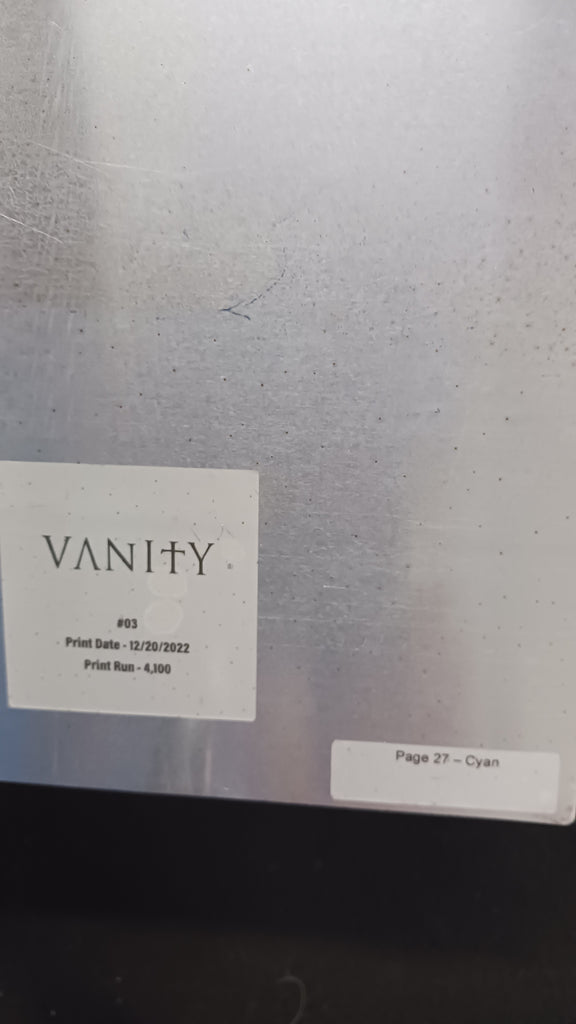 VANITY
#03
Print Date - 12/20/2022
Print Run - 4,100
Page 27 – Cyan